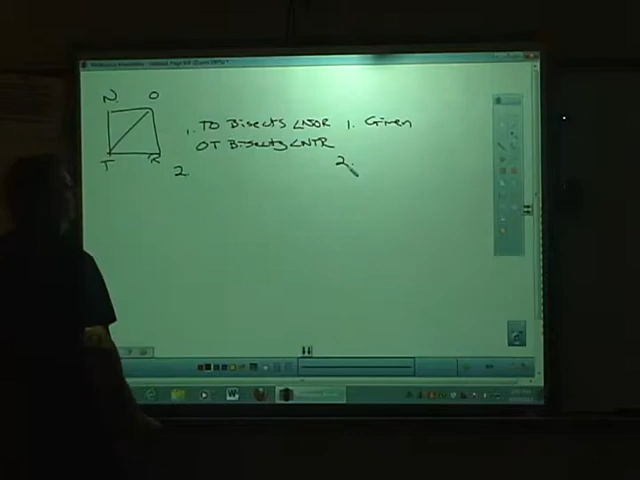 N O
1. TO Bisects ∠NOR 1. Given
OT Bisects ∠NTR
T R
2. 2.